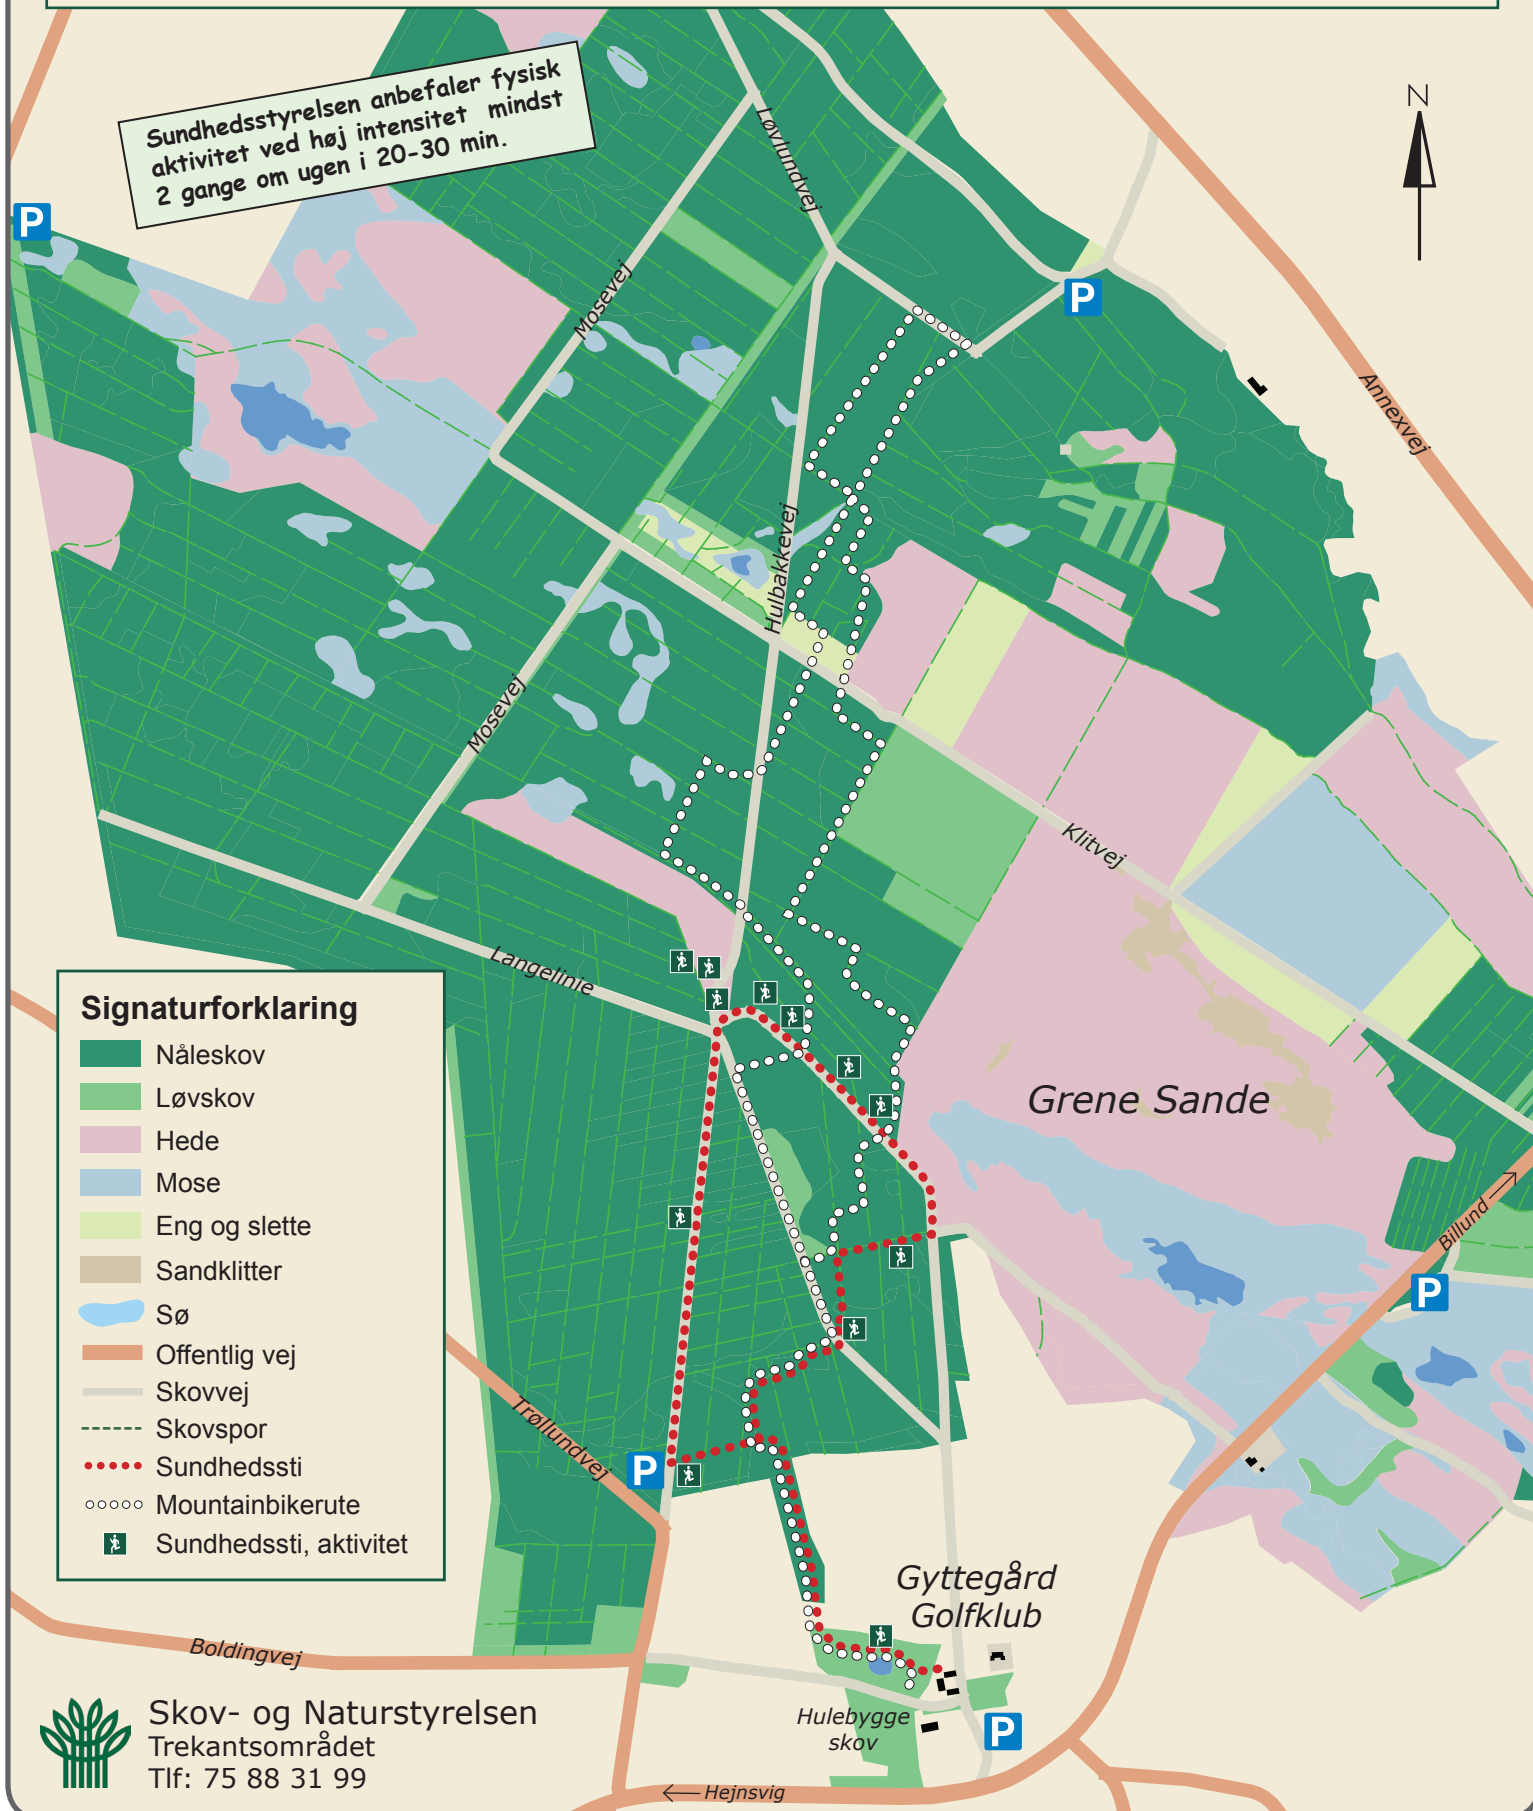 Sundhedsstyrelsen anbefaler fysisk
aktivitet ved høj intensitet mindst
2 gange om ugen i 20-30 min.
N
P
Løvlundvej
Mosevej
P
Annexvej
Hulbakkevej
Mosevej
Klitvej
Langelinie
Grene Sande
Billund
P
Trøllundvej
P
Signaturforklaring
Nåleskov
Løvskov
Hede
Mose
Eng og slette
Sandklitter
Sø
Offentlig vej
Skovvej
Skovspor
Sundhedssti
Mountainbikerute
Sundhedssti, aktivitet
Gyttegård
Golfklub
Boldingvej
Hulebygge
skov
P
Skov- og Naturstyrelsen
Trekantsområdet
Tlf: 75 88 31 99
Hejnsvig